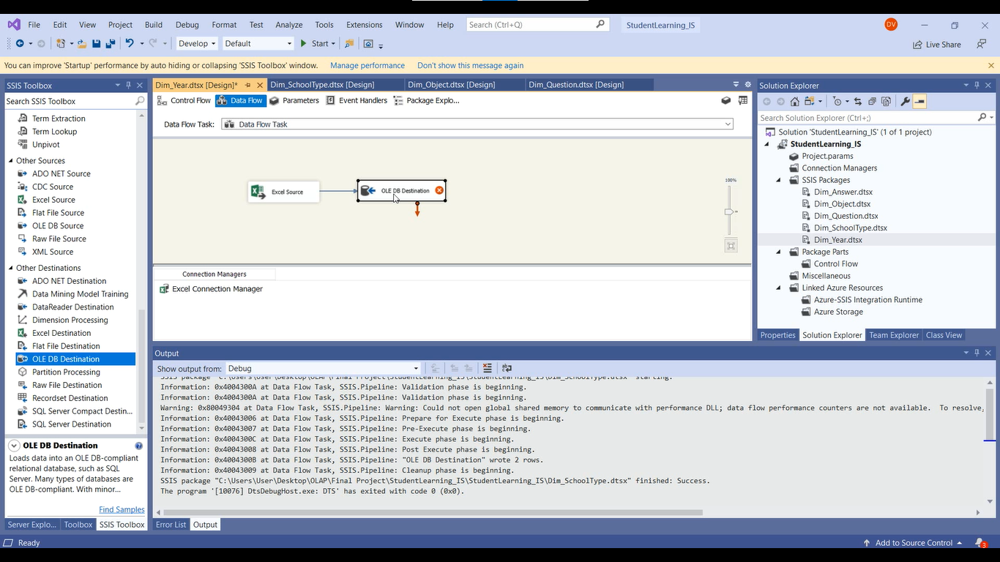 File Edit View Project Build Debug Format Test Analyze Tools Extensions Window Help Search (Ctrl+Q) StudentLearning_IS DV
Develop Default Start Live Share
You can improve 'Startup' performance by auto hiding or collapsing 'SSIS Toolbox' window. Manage performance Don't show this message again
SSIS Toolbox
Search SSIS Toolbox
Term Extraction
Term Lookup
Unpivot
Other Sources
ADO NET Source
CDC Source
Excel Source
Flat File Source
OLE DB Source
Raw File Source
XML Source
Other Destinations
ADO NET Destination
Data Mining Model Training
DataReader Destination
Dimension Processing
Excel Destination
Flat File Destination
OLE DB Destination
Partition Processing
Raw File Destination
Recordset Destination
SQL Server Compact Destin...
SQL Server Destination
OLE DB Destination
Loads data into an OLE DB-compliant
relational database, such as SQL
Server. Many types of databases are
OLE DB-compliant. With minor...
Find Samples
Server Explo... Toolbox SSIS Toolbox
Dim_Year.dtsx [Design]* Dim_SchoolType.dtsx [Design] Dim_Object.dtsx [Design] Dim_Question.dtsx [Design]
Control Flow Data Flow Parameters Event Handlers Package Explo...
Data Flow Task: Data Flow Task
Excel Source OLE DB Destination
100%
Connection Managers
Excel Connection Manager
Output
Show output from: Debug
SSIS package "C:\Users\User\Desktop\OLAP\Final Project\StudentLearning_IS\StudentLearning_IS\Dim_SchoolType.dtsx" starting.
Information: 0x4004300A at Data Flow Task, SSIS.Pipeline: Validation phase is beginning.
Information: 0x4004300A at Data Flow Task, SSIS.Pipeline: Validation phase is beginning.
Warning: 0x80049304 at Data Flow Task, SSIS.Pipeline: Warning: Could not open global shared memory to communicate with performance DLL; data flow performance counters are not available.  To resolve,
Information: 0x40043006 at Data Flow Task, SSIS.Pipeline: Prepare for Execute phase is beginning.
Information: 0x40043007 at Data Flow Task, SSIS.Pipeline: Pre-Execute phase is beginning.
Information: 0x4004300C at Data Flow Task, SSIS.Pipeline: Execute phase is beginning.
Information: 0x40043008 at Data Flow Task, SSIS.Pipeline: Post Execute phase is beginning.
Information: 0x4004300B at Data Flow Task, SSIS.Pipeline: "OLE DB Destination" wrote 2 rows.
Information: 0x40043009 at Data Flow Task, SSIS.Pipeline: Cleanup phase is beginning.
SSIS package "C:\Users\User\Desktop\OLAP\Final Project\StudentLearning_IS\StudentLearning_IS\Dim_SchoolType.dtsx" finished: Success.
The program '[10076] DtsDebugHost.exe: DTS' has exited with code 0 (0x0).
Error List Output
Solution Explorer
Search Solution Explorer (Ctrl+;)
Solution 'StudentLearning_IS' (1 of 1 project)
StudentLearning_IS
Project.params
Connection Managers
SSIS Packages
Dim_Answer.dtsx
Dim_Object.dtsx
Dim_Question.dtsx
Dim_SchoolType.dtsx
Dim_Year.dtsx
Package Parts
Control Flow
Miscellaneous
Linked Azure Resources
Azure-SSIS Integration Runtime
Azure Storage
Properties Solution Explorer Team Explorer Class View
Ready Add to Source Control 3